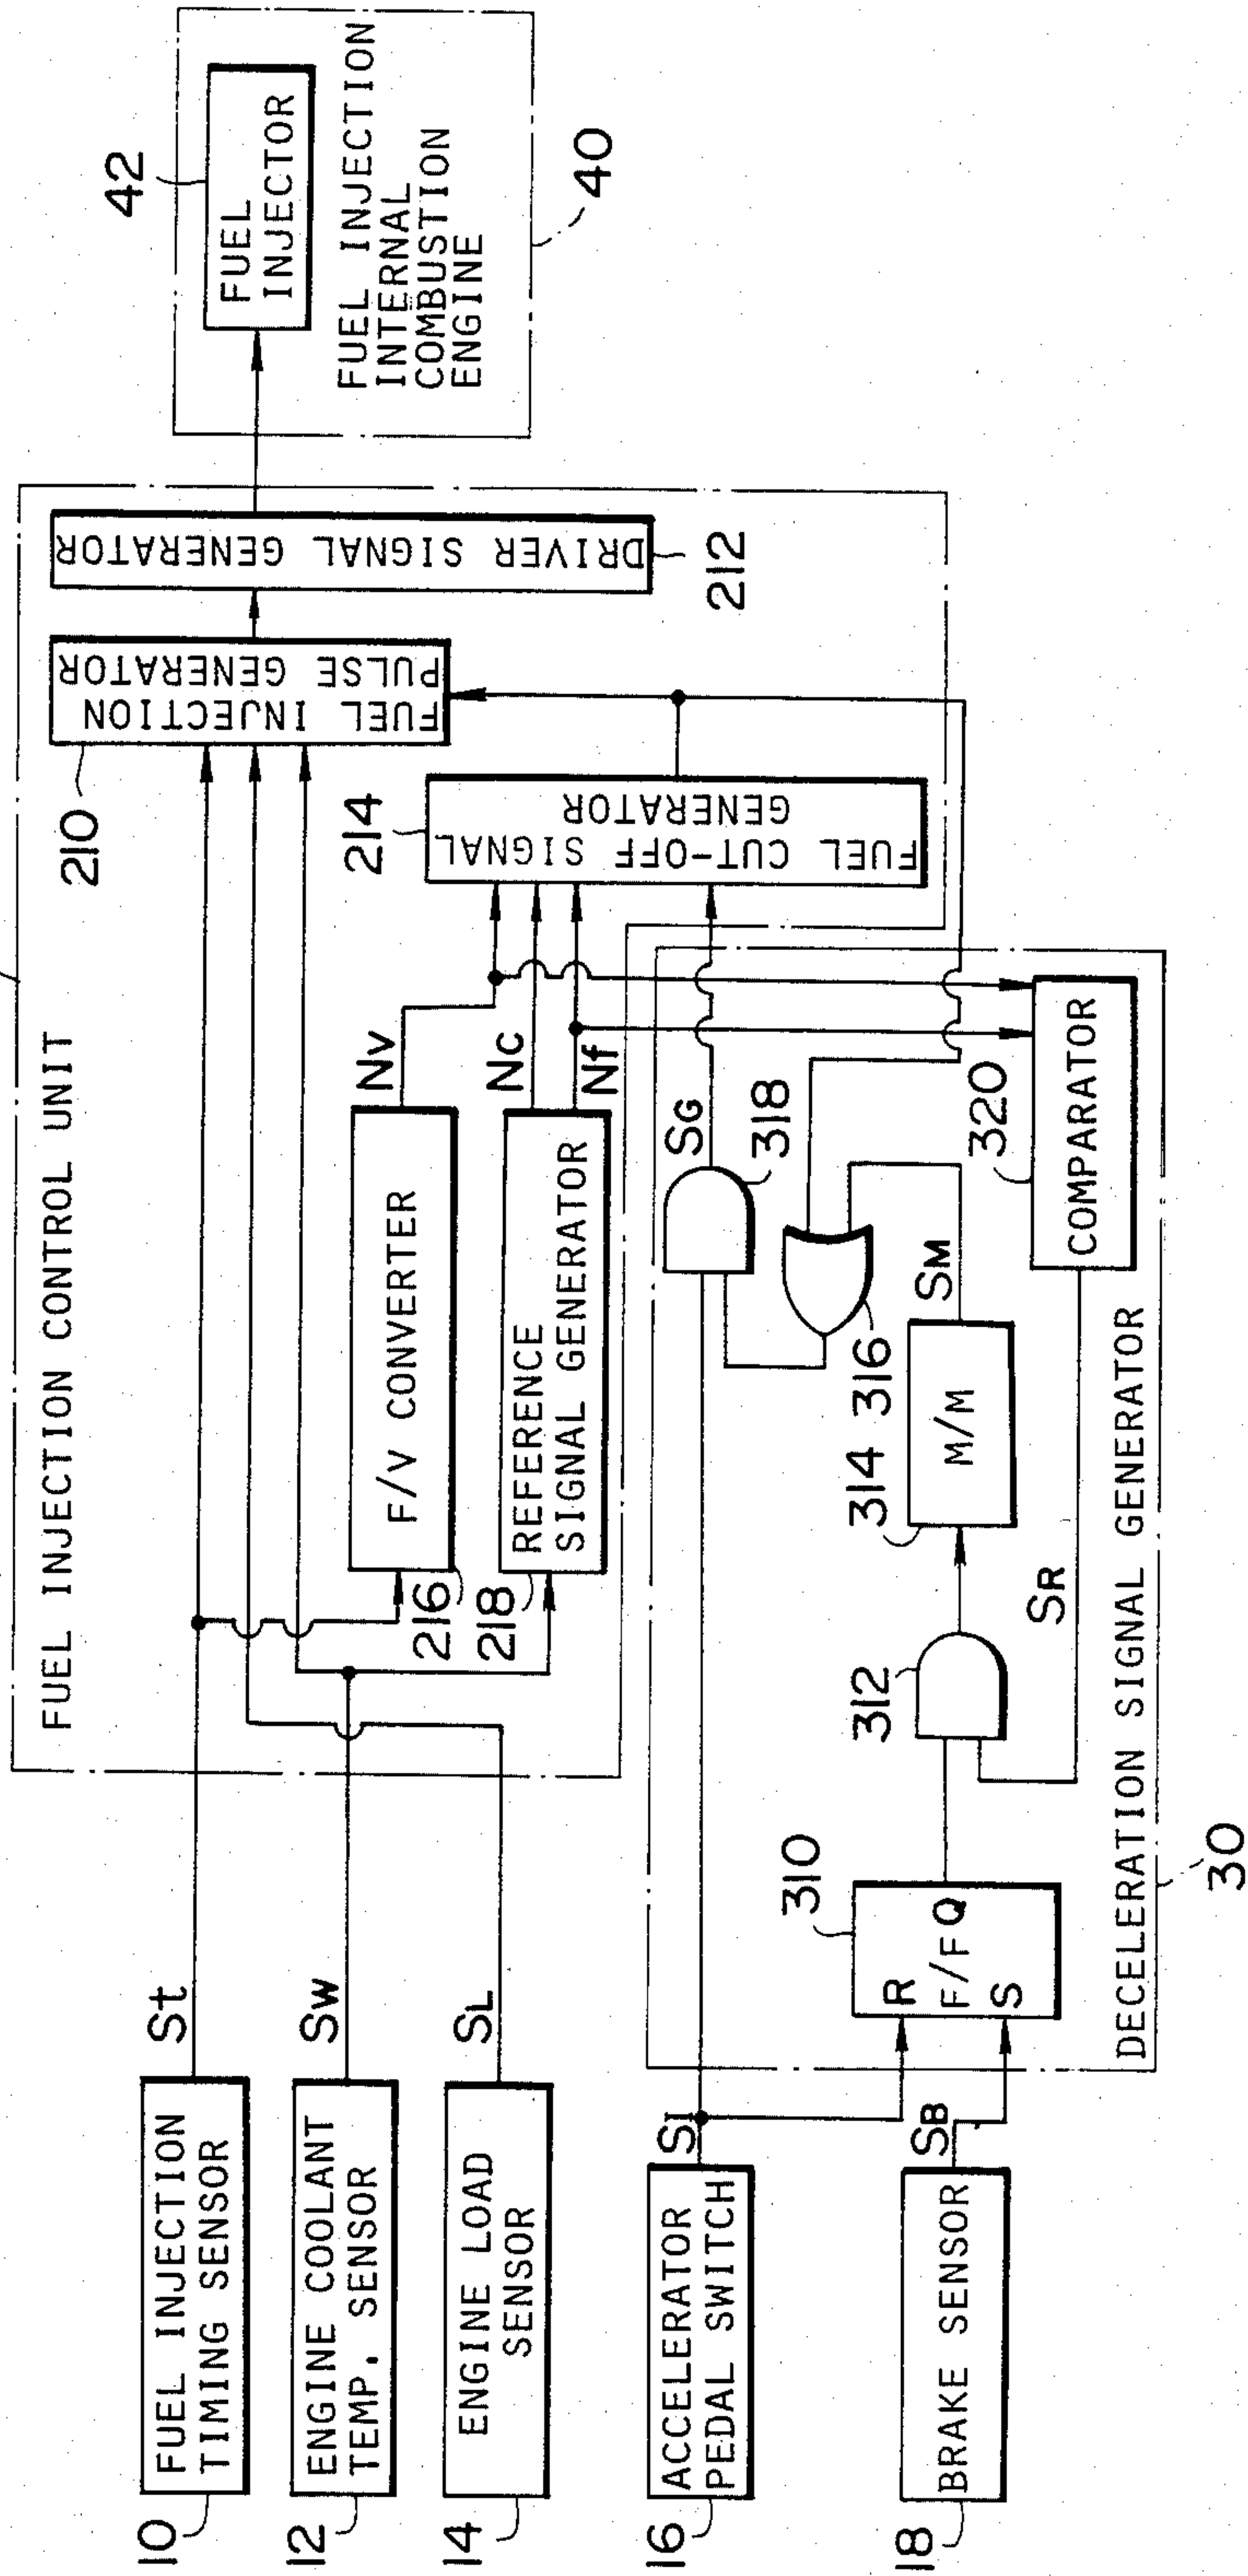 FUEL INJECTION CONTROL UNIT
FUEL INJECTION
TIMING SENSOR
10
St
ENGINE COOLANT
TEMP. SENSOR
12
Sw
ENGINE LOAD
SENSOR
14
SL
ACCELERATOR
PEDAL SWITCH
16
SI
BRAKE SENSOR
18
SB
F/V CONVERTER
216
Nv
REFERENCE
SIGNAL GENERATOR
218
Nc
Nf
FUEL INJECTION
PULSE GENERATOR
210
DRIVER SIGNAL GENERATOR
212
FUEL CUT-OFF SIGNAL
GENERATOR
214
FUEL
INJECTOR
42
FUEL INJECTION
INTERNAL
COMBUSTION
ENGINE
40
R
F/F Q
S
310
312
M/M
314
SM
316
SG
318
COMPARATOR
320
SR
DECELERATION SIGNAL GENERATOR
30